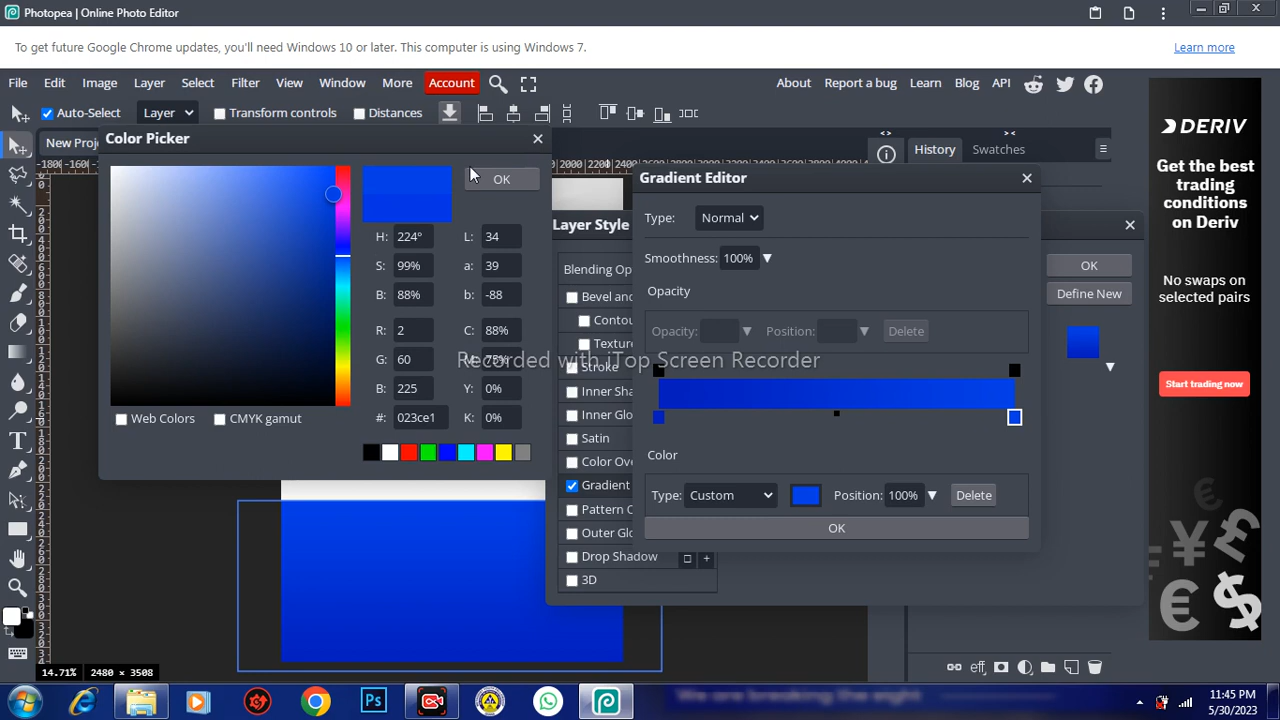 Photopea | Online Photo Editor
To get future Google Chrome updates, you'll need Windows 10 or later. This computer is using Windows 7.
Learn more
File Edit Image Layer Select Filter View Window More Account
About Report a bug Learn Blog API
Auto-Select Layer Transform controls Distances
New Proj
Color Picker
OK
H: 224° L: 34
S: 99% a: 39
B: 88% b: -88
R: 2 C: 88%
G: 60 M: 75%
B: 225 Y: 0%
#: 023ce1 K: 0%
Web Colors CMYK gamut
History Swatches
Layer Style
Blending Op
Bevel and
Contou
Texture
Stroke
Inner Sha
Inner Glo
Satin
Color Ove
Gradient
Pattern O
Outer Glo
Drop Shadow
3D
OK
Define New
Gradient Editor
Type: Normal
Smoothness: 100%
Opacity
Opacity: Position: Delete
Color
Type: Custom Position: 100% Delete
OK
Recorded with iTop Screen Recorder
DERIV
Get the best
trading
conditions
on Deriv
No swaps on
selected pairs
Start trading now
14.71% 2480 × 3508
eff
Ps
11:45 PM
5/30/2023